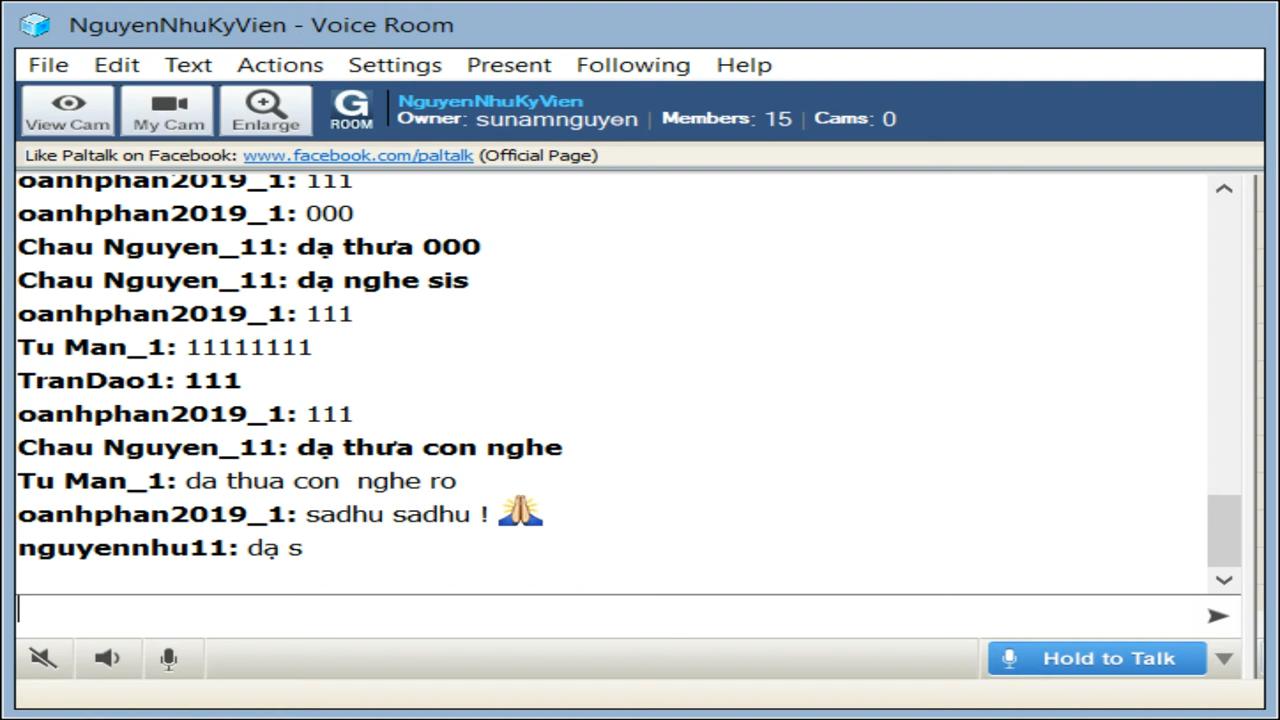 NguyenNhuKyVien - Voice Room
File Edit Text Actions Settings Present Following Help
View Cam My Cam Enlarge G ROOM
NguyenNhuKyVien
Owner: sunamnguyen | Members: 15 | Cams: 0
Like Paltalk on Facebook: www.facebook.com/paltalk (Official Page)
oanhphan2019_1: 111
oanhphan2019_1: 000
Chau Nguyen_11: dạ thưa 000
Chau Nguyen_11: dạ nghe sis
oanhphan2019_1: 111
Tu Man_1: 11111111
TranDao1: 111
oanhphan2019_1: 111
Chau Nguyen_11: dạ thưa con nghe
Tu Man_1: da thua con  nghe ro
oanhphan2019_1: sadhu sadhu ! 🙏
nguyennhu11: dạ s
Hold to Talk